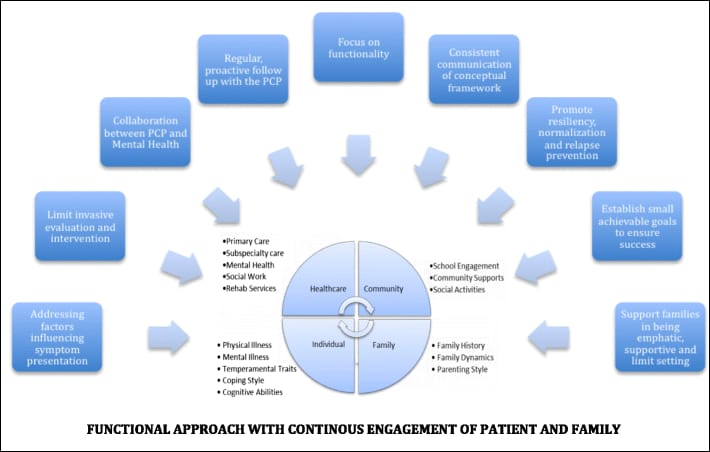 Focus on
functionality
Regular,
proactive follow
up with the PCP
Consistent
communication
of conceptual
framework
Collaboration
between PCP and
Mental Health
Promote
resiliency,
normalization
and relapse
prevention
Limit invasive
evaluation and
intervention
Establish small
achievable goals
to ensure
success
Addressing
factors
influencing
symptom
presentation
Support families
in being
emphatic,
supportive and
limit setting
•Primary Care
•Subspecialty care
•Mental Health
•Social Work
•Rehab Services
Healthcare
Community
•School Engagement
•Community Supports
•Social Activities
• Physical Illness
• Mental Illness
• Temperamental Traits
• Coping Style
• Cognitive Abilities
Individual
Family
• Family History
• Family Dynamics
• Parenting Style
FUNCTIONAL APPROACH WITH CONTINOUS ENGAGEMENT OF PATIENT AND FAMILY